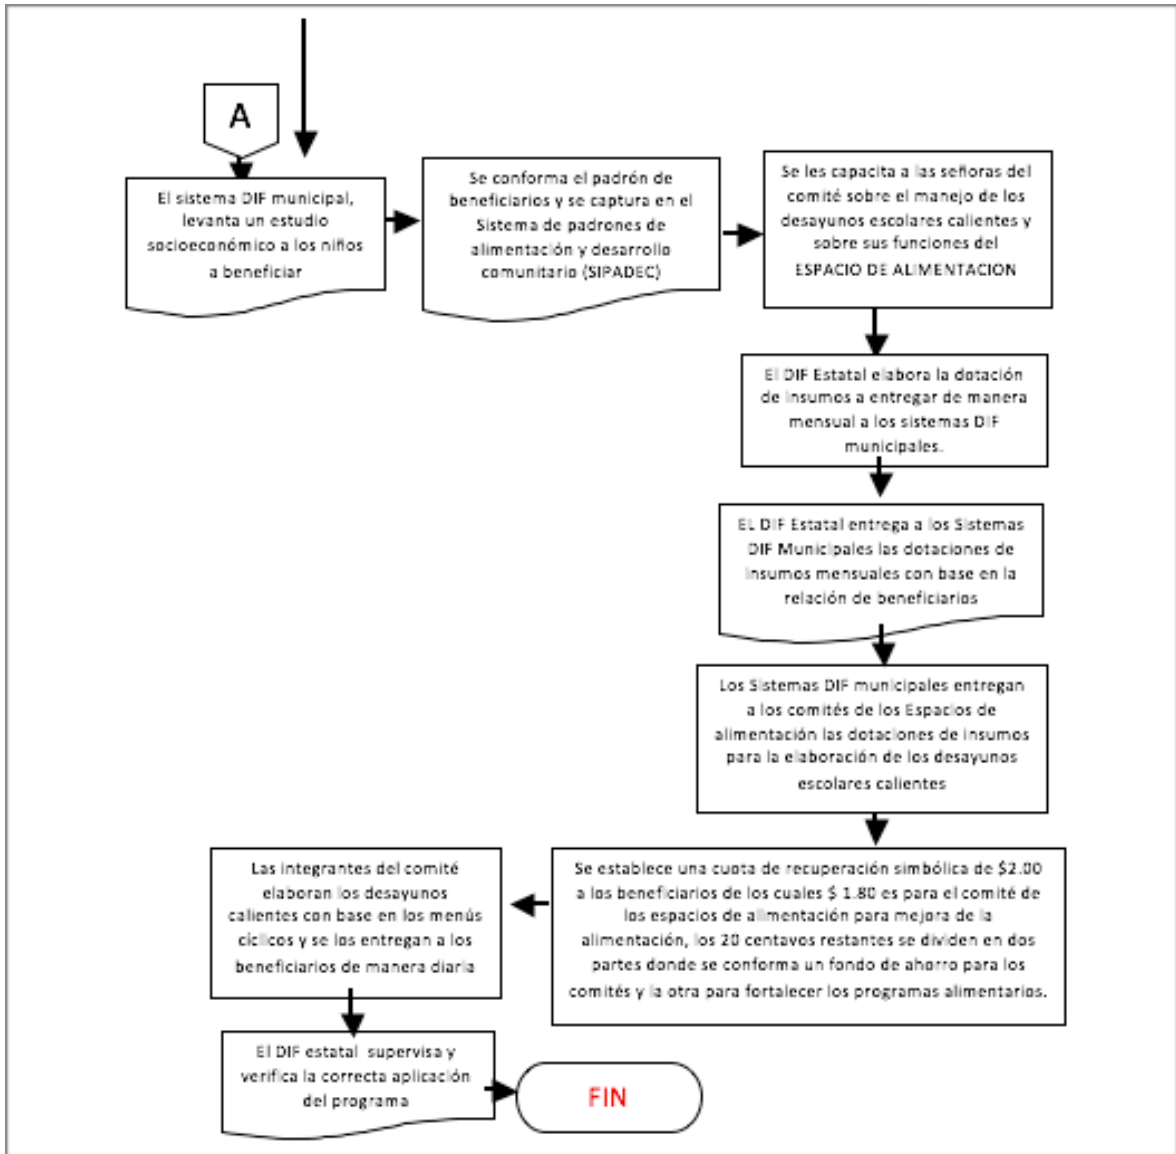 A
El sistema DIF municipal,
levanta un estudio
socioeconómico a los niños
a beneficiar
Se conforma el padrón de
beneficiarios y se captura en el
Sistema de padrones de
alimentación y desarrollo
comunitario (SIPADEC)
Se les capacita a las señoras del
comité sobre el manejo de los
desayunos escolares calientes y
sobre sus funciones del
ESPACIO DE ALIMENTACION
El DIF Estatal elabora la dotación
de insumos a entregar de manera
mensual a los sistemas DIF
municipales.
EL DIF Estatal entrega a los Sistemas
DIF Municipales las dotaciones de
insumos mensuales con base en la
relación de beneficiarios
Los Sistemas DIF municipales entregan
a los comités de los Espacios de
alimentación las dotaciones de insumos
para la elaboración de los desayunos
escolares calientes
Se establece una cuota de recuperación simbólica de $2.00
a los beneficiarios de los cuales $ 1.80 es para el comité de
los espacios de alimentación para mejora de la
alimentación, los 20 centavos restantes se dividen en dos
partes donde se conforma un fondo de ahorro para los
comités y la otra para fortalecer los programas alimentarios.
Las integrantes del comité
elaboran los desayunos
calientes con base en los menús
cíclicos y se los entregan a los
beneficiarios de manera diaria
El DIF estatal supervisa y
verifica la correcta aplicación
del programa
FIN